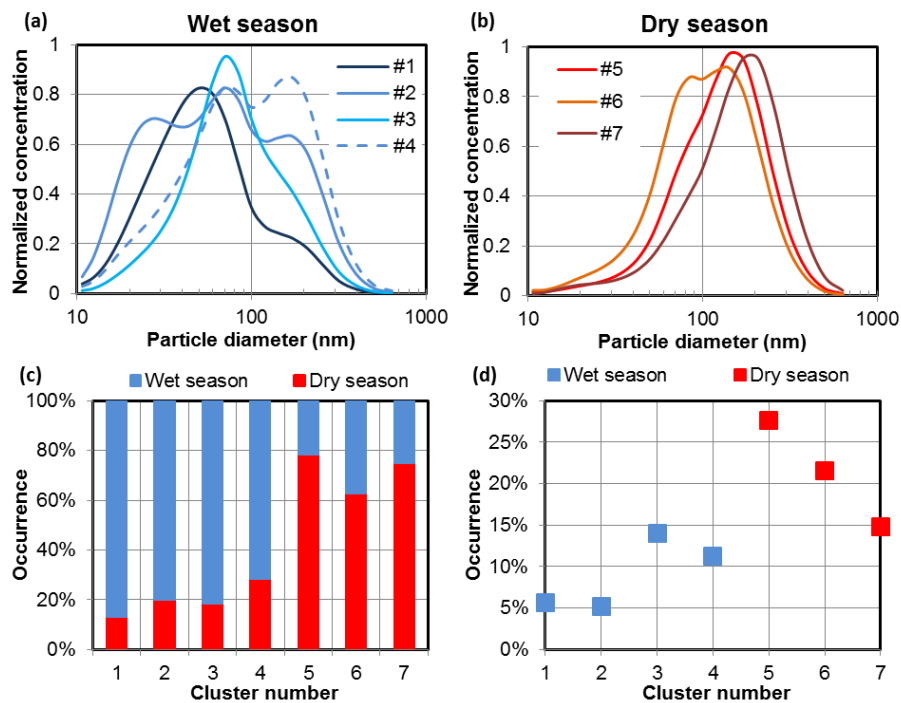 (a) Wet season
Normalized concentration
1
0.8
0.6
0.4
0.2
0
#1
#2
#3
#4
10 100 1000
Particle diameter (nm)
(b) Dry season
Normalized concentration
1
0.8
0.6
0.4
0.2
0
#5
#6
#7
10 100 1000
Particle diameter (nm)
(c) Wet season Dry season
Occurrence
100%
80%
60%
40%
20%
0%
1 2 3 4 5 6 7
Cluster number
(d) Wet season Dry season
Occurrence
30%
25%
20%
15%
10%
5%
0%
1 2 3 4 5 6 7
Cluster number